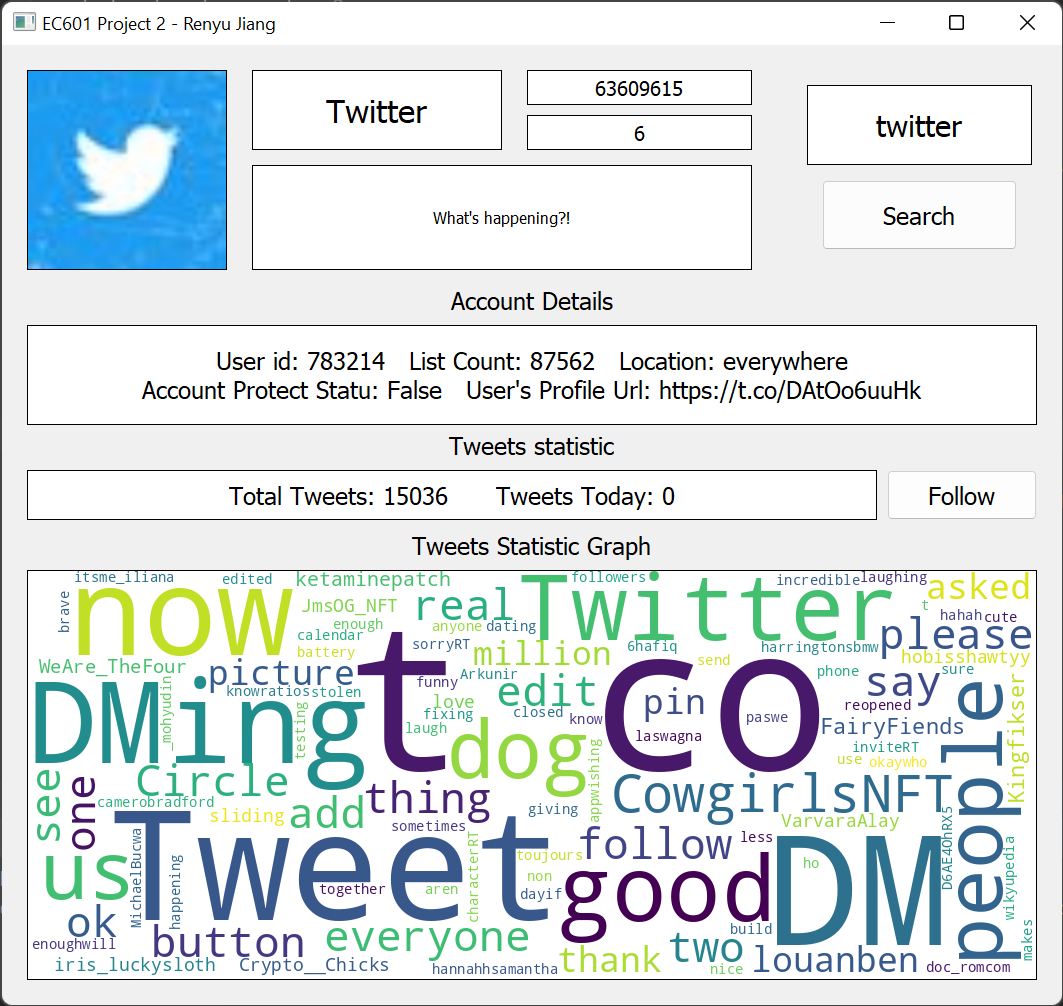 EC601 Project 2 - Renyu Jiang
Twitter
63609615
6
twitter
What's happening?!
Search
Account Details
User id: 783214 List Count: 87562 Location: everywhere
Account Protect Statu: False User's Profile Url: https://t.co/DAtOo6uuHk
Tweets statistic
Total Tweets: 15036 Tweets Today: 0
Follow
Tweets Statistic Graph
itsme_iliana
edited
ketaminepatch
followers
incredible
laughing
asked
brave
now
JmsOG_NFT
real
Twitter
t
hahah
cute
enough
anyone
dating
calendar
sorryRT
6hafiq
harringtonsbmw
please
battery
million
send
hobisshawtyy
WeAre_TheFour
picture
t
co
Arkunir
phone
sure
knowratios
stolen
funny
edit
say
DMing
_mohyudin
testing
love
pin
reopened
fixing
closed
know
paswe
FairyFiends
people
Kingfikser
laugh
dog
laswagna
inviteRT
use
okaywho
see
one
Circle
appwishing
camerobradford
thing
CowgirlsNFT
sliding
add
giving
Tweet
sometimes
VarvaraAlay
D6AE4OhRX5
us
MichaelBucwa
happening
characterRT
follow
less
DM
wikyupedia
toujours
good
ho
together
aren
non
dayif
ok
button
everyone
build
makes
enoughwill
two
iris_luckysloth
Crypto__Chicks
hannahhsamantha
thank
nice
louanben
doc_romcom